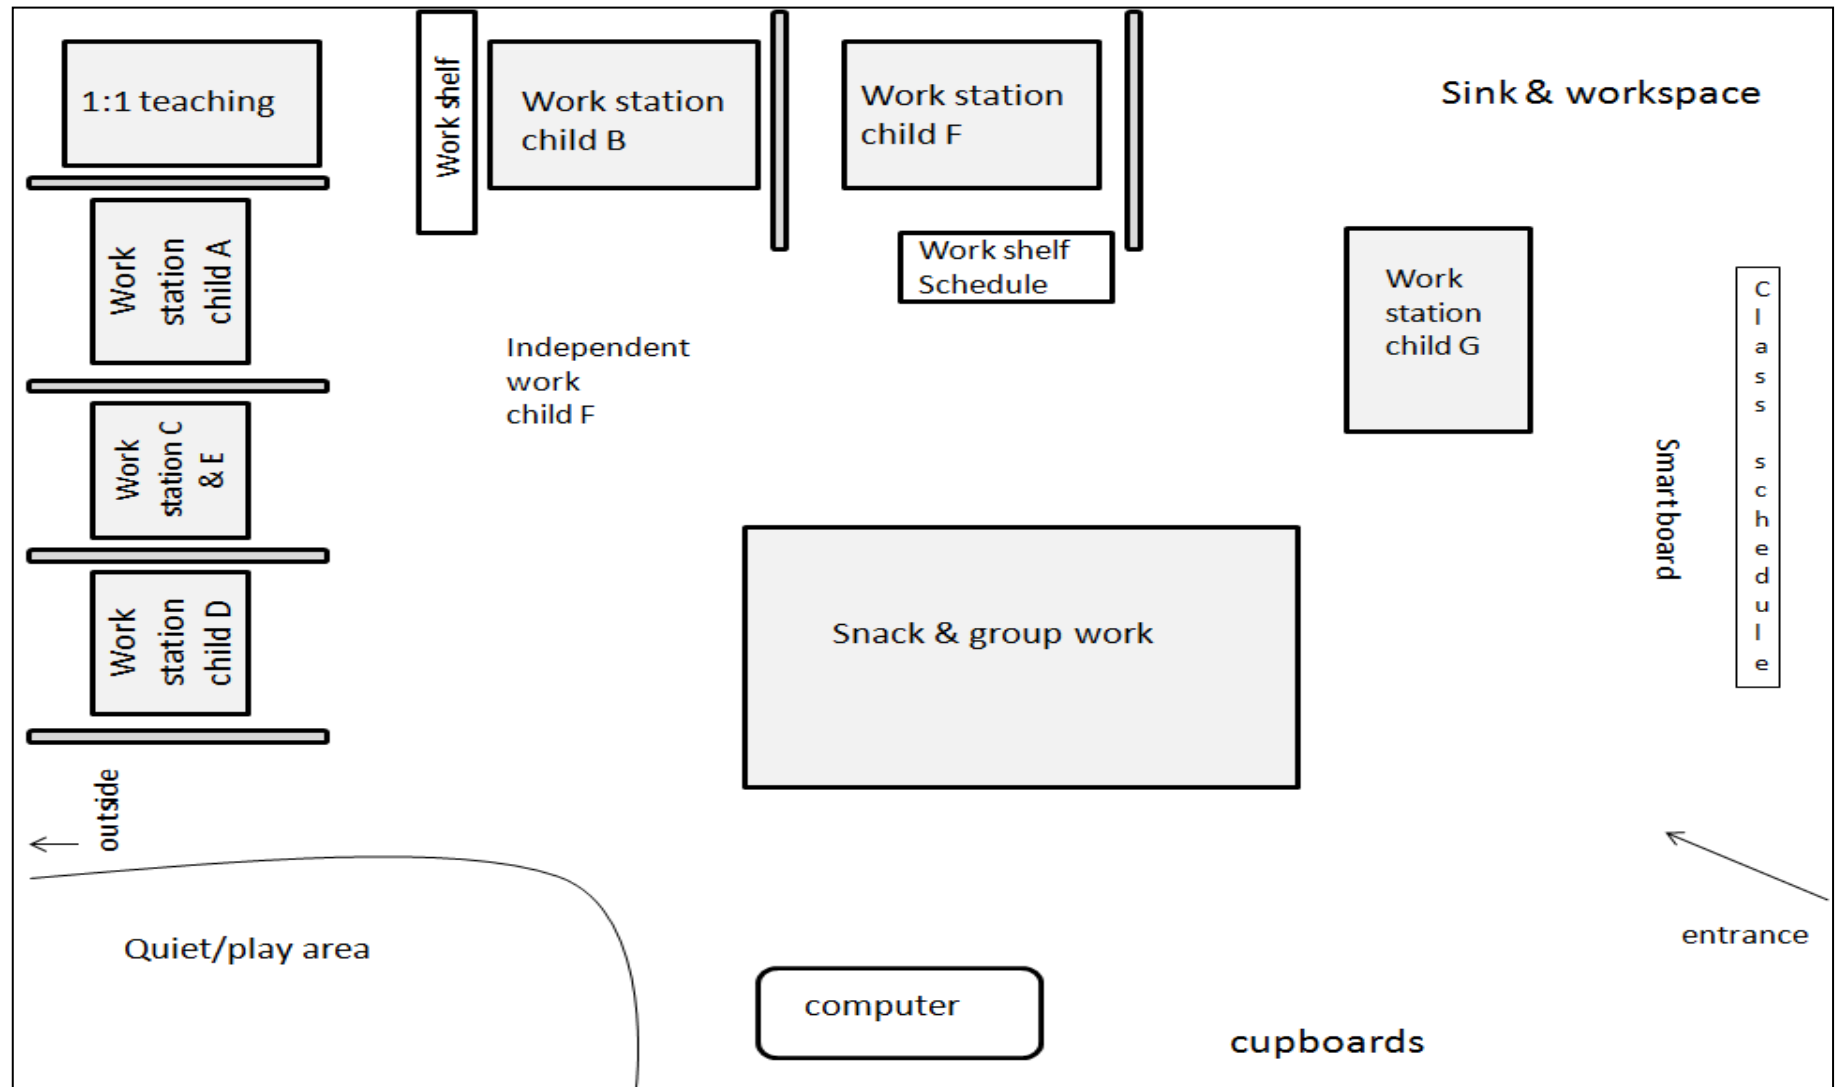 1:1 teaching
Work shelf
Work station
child B
Work station
child F
Sink & workspace
Work
station
child A
Work shelf
Schedule
Work
station
child G
Class schedule
Independent
work
child F
Work
station C
& E
Smartboard
Work
station
child D
Snack & group work
outside
Quiet/play area
entrance
computer
cupboards